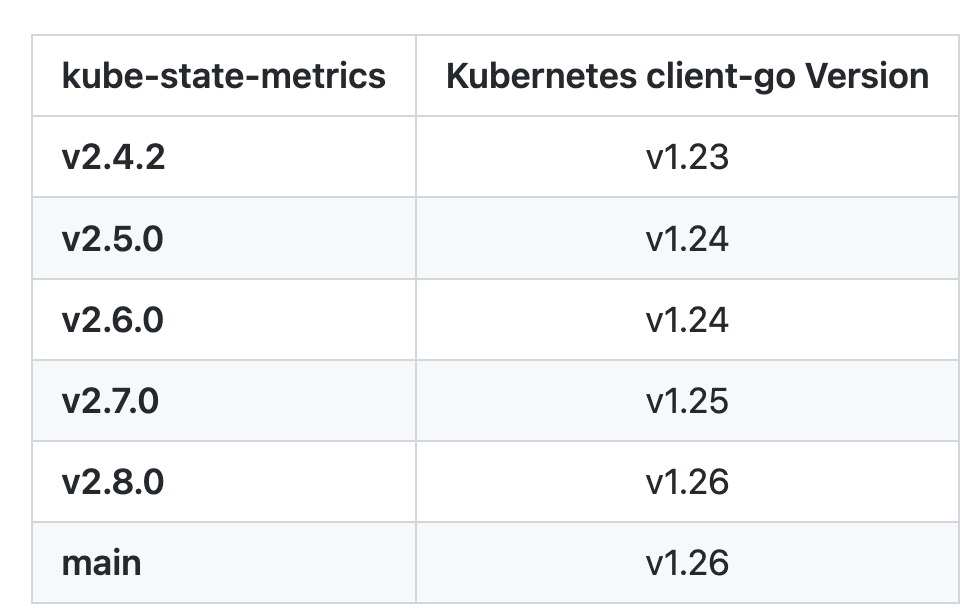 kube-state-metrics Kubernetes client-go Version
v2.4.2 v1.23
v2.5.0 v1.24
v2.6.0 v1.24
v2.7.0 v1.25
v2.8.0 v1.26
main v1.26